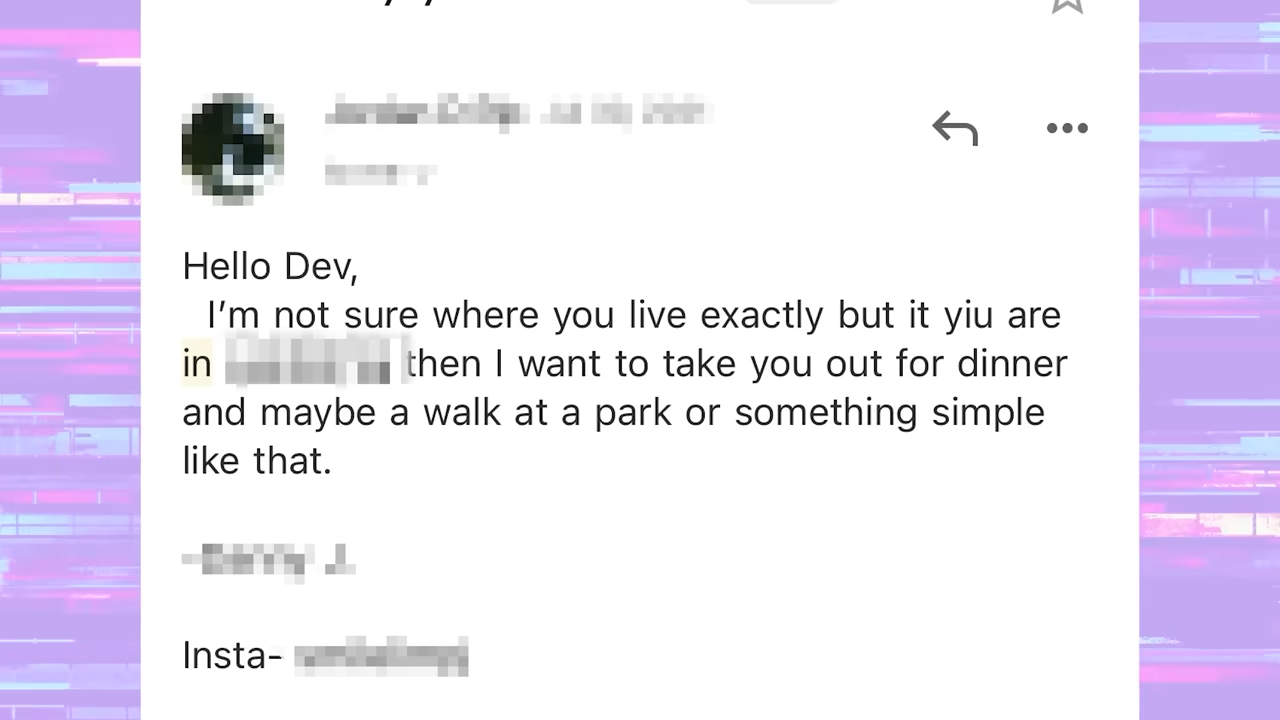 Hello Dev,
I'm not sure where you live exactly but it yiu are
in then I want to take you out for dinner
and maybe a walk at a park or something simple
like that.
Insta-